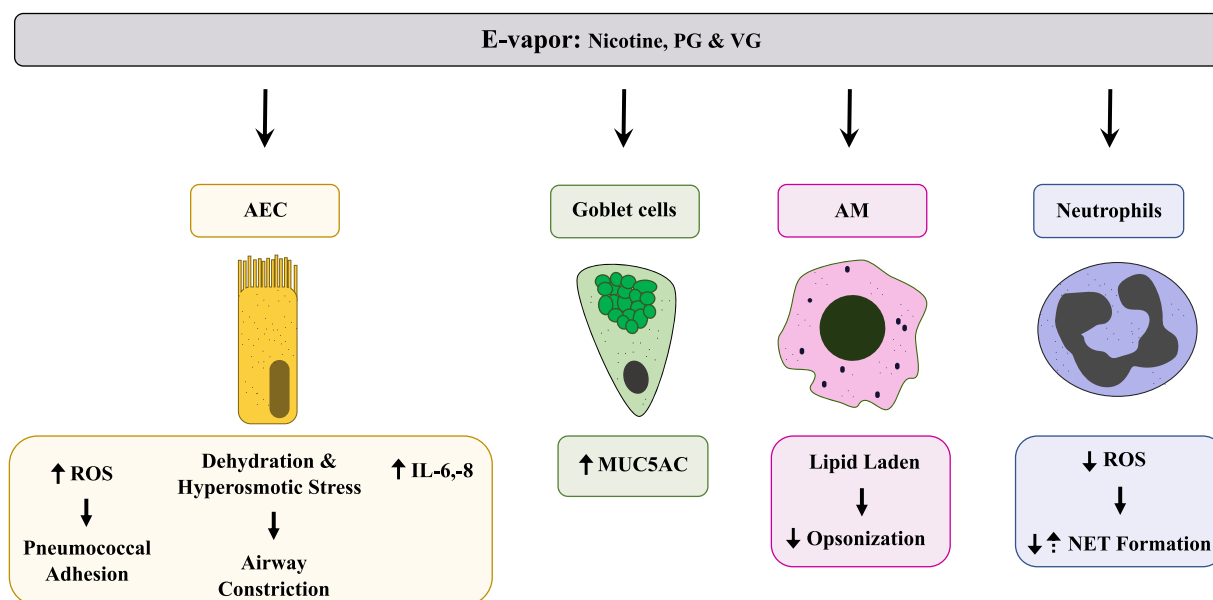 E-vapor: Nicotine, PG & VG
AEC
Goblet cells
AM
Neutrophils
↑ ROS
↓
Pneumococcal
Adhesion
Dehydration &
Hyperosmotic Stress
↓
Airway
Constriction
↑ IL-6,-8
↑ MUC5AC
Lipid Laden
↓
↓ Opsonization
↓ ROS
↓
↓⇡ NET Formation